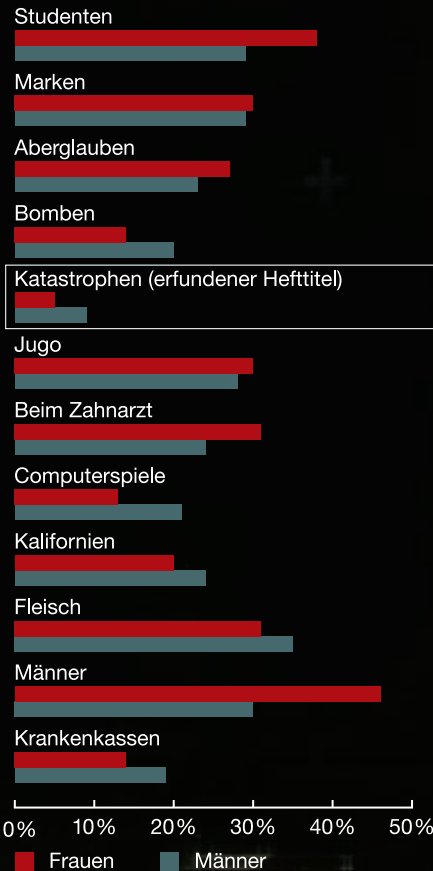 Studenten
Marken
Aberglauben
Bomben
Katastrophen (erfundener Hefttitel)
Jugo
Beim Zahnarzt
Computerspiele
Kalifornien
Fleisch
Männer
Krankenkassen
0% 10% 20% 30% 40% 50%
Frauen Männer